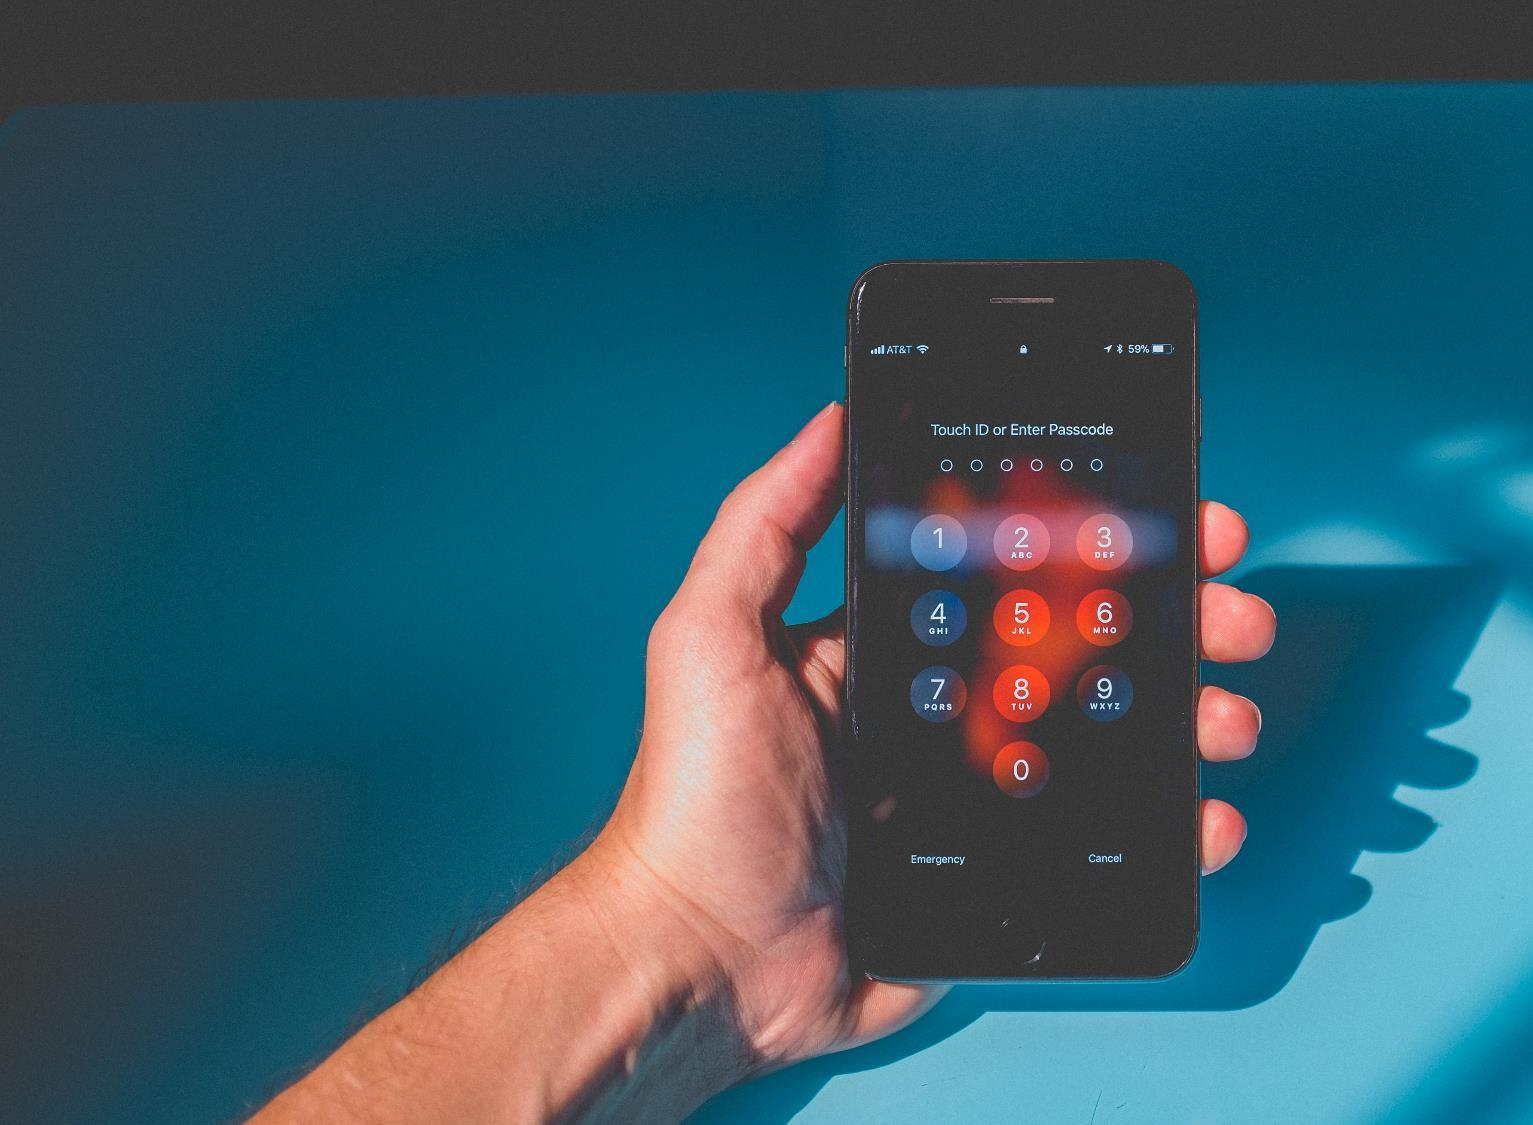 AT&T 59%
Touch ID or Enter Passcode
1 2 3
ABC DEF
4 5 6
GHI JKL MNO
7 8 9
PQRS TUV WXYZ
0
Emergency Cancel